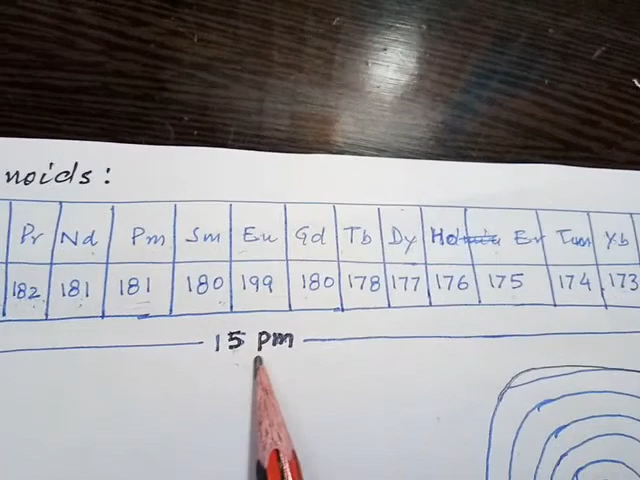 noids:
Pr Nd Pm Sm Eu Gd Tb Dy Ho Er Tum Yb
182 181 181 180 199 180 178 177 176 175 174 173
15 pm